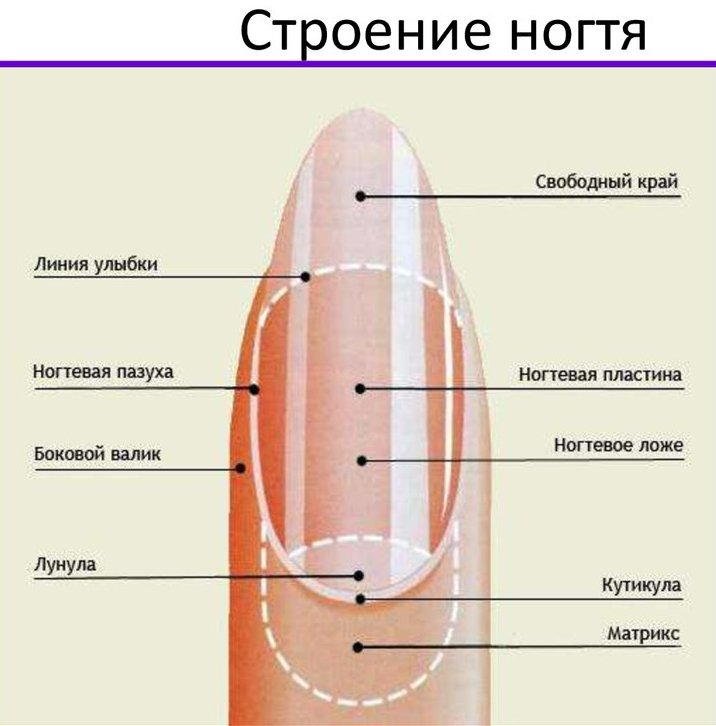 Строение ногтя
Свободный край
Линия улыбки
Ногтевая пазуха
Ногтевая пластина
Ногтевое ложе
Боковой валик
Лунула
Кутикула
Матрикс